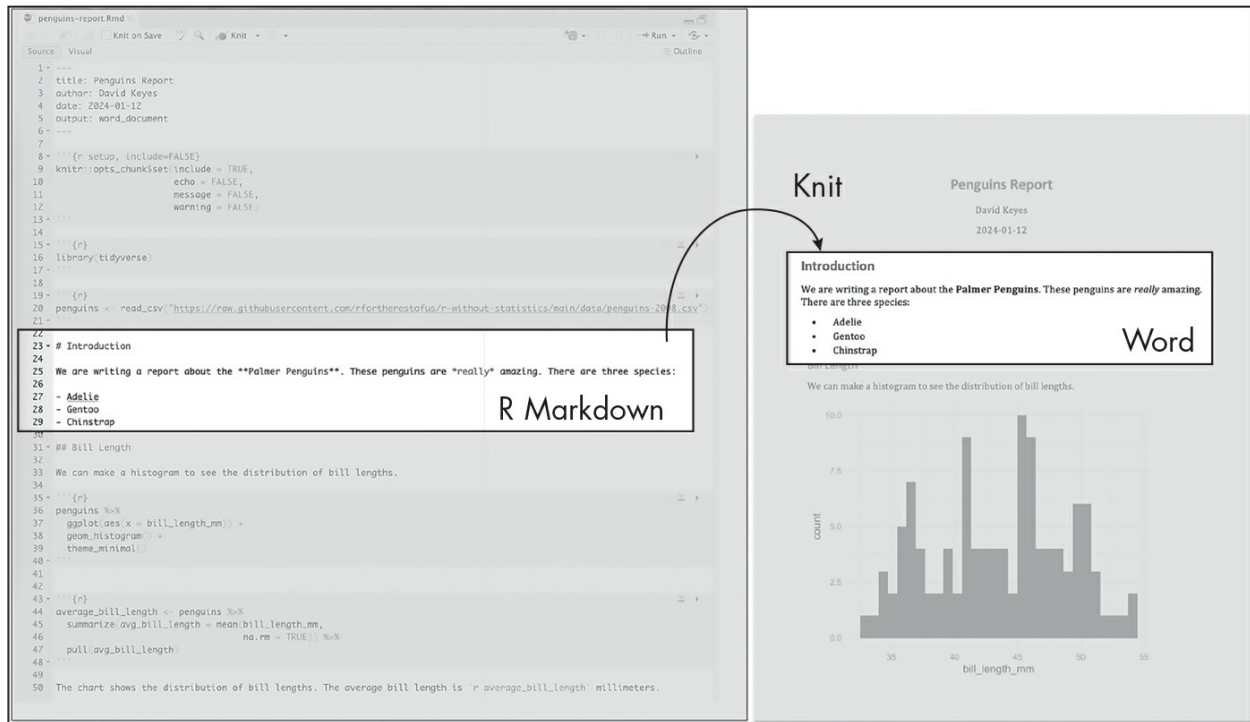 penguins-report.Rmd
Knit on Save
Knit
Run
Source Visual
Outline
1 ---
2 title: Penguins Report
3 author: David Keyes
4 date: 2024-01-12
5 output: word_document
6 ---
7
8 ```{r setup, include=FALSE}
9 knitr::opts_chunk$set(include = TRUE,
10 echo = FALSE,
11 message = FALSE,
12 warning = FALSE)
13 ```
14
15 ```{r}
16 library(tidyverse)
17 ```
18
19 ```{r}
20 penguins <- read_csv("https://raw.githubusercontent.com/rfortherestofus/r-without-statistics/main/data/penguins-2008.csv")
21 ```
22
23 # Introduction
24
25 We are writing a report about the **Palmer Penguins**. These penguins are *really* amazing. There are three species:
26
27 - Adelie
28 - Gentoo
29 - Chinstrap
R Markdown
30
31 ## Bill Length
32
33 We can make a histogram to see the distribution of bill lengths.
34
35 ```{r}
36 penguins %>%
37 ggplot(aes(x = bill_length_mm)) +
38 geom_histogram() +
39 theme_minimal()
40 ```
41
42
43 ```{r}
44 average_bill_length <- penguins %>%
45 summarize(avg_bill_length = mean(bill_length_mm,
46 na.rm = TRUE)) %>%
47 pull(avg_bill_length)
48 ```
49
50 The chart shows the distribution of bill lengths. The average bill length is `r average_bill_length` millimeters.
Knit
Penguins Report
David Keyes
2024-01-12
Introduction
We are writing a report about the Palmer Penguins. These penguins are really amazing.
There are three species:
• Adelie
• Gentoo
• Chinstrap
Word
Bill Length
We can make a histogram to see the distribution of bill lengths.
10.0
7.5
5.0
2.5
0.0
count
35 40 45 50 55
bill_length_mm